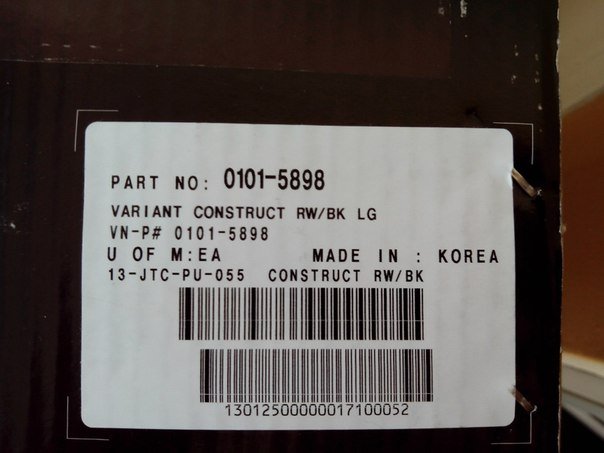 PART NO: 0101-5898
VARIANT CONSTRUCT RW/BK LG
VN-P# 0101-5898
U OF M:EA MADE IN : KOREA
13-JTC-PU-055 CONSTRUCT RW/BK
13012500000017100052